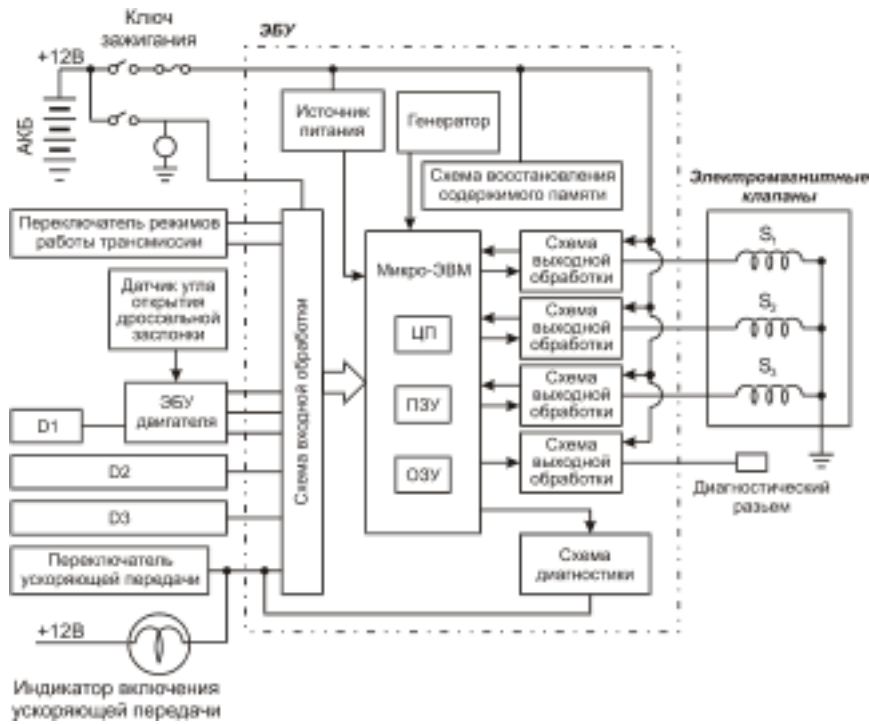 Ключ
зажигания
ЭБУ
+12В
АКБ
Источник
питания
Генератор
Схема восстановления
содержимого памяти
Электромагнитные
клапаны
Переключатель режимов
работы трансмиссии
Датчик угла
открытия
дроссельной
заслонки
ЭБУ
двигателя
D1
D2
D3
Переключатель
ускоряющей передачи
+12В
Индикатор включения
ускоряющей передачи
Схема входной обработки
Микро-ЭВМ
ЦП
ПЗУ
ОЗУ
Схема
выходной
обработки
Схема
выходной
обработки
Схема
выходной
обработки
Схема
выходной
обработки
Схема
диагностики
S1
S2
S3
Диагностический
разьем